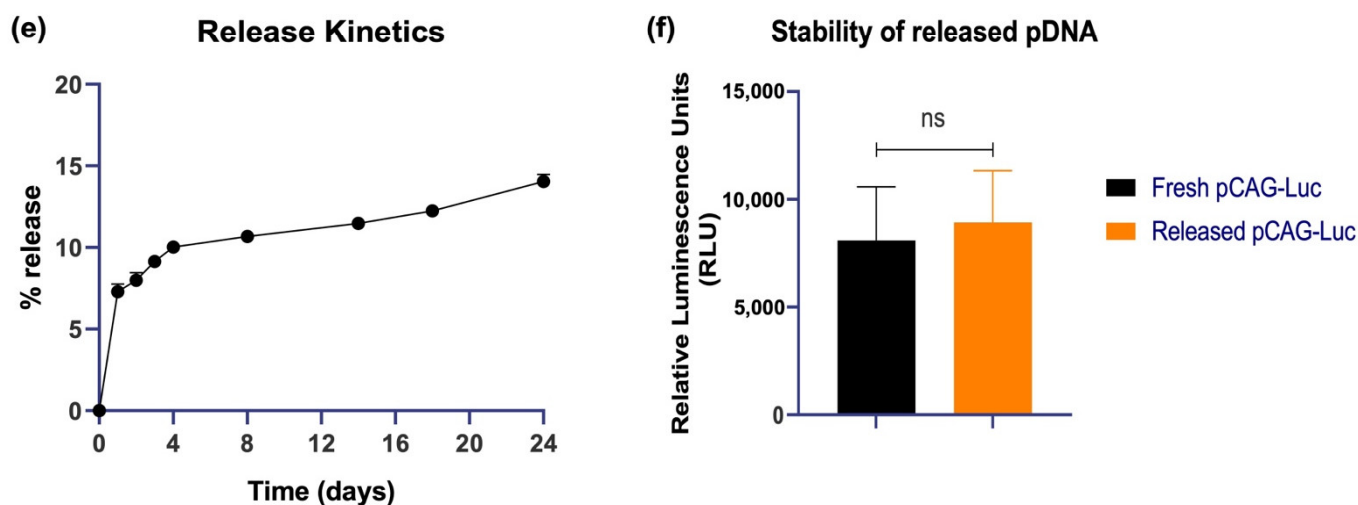 (e)
Release Kinetics
% release
20
15
10
5
0
0 4 8 12 16 20 24
Time (days)
(f)
Stability of released pDNA
Relative Luminescence Units
(RLU)
15,000
10,000
5,000
0
ns
Fresh pCAG-Luc
Released pCAG-Luc